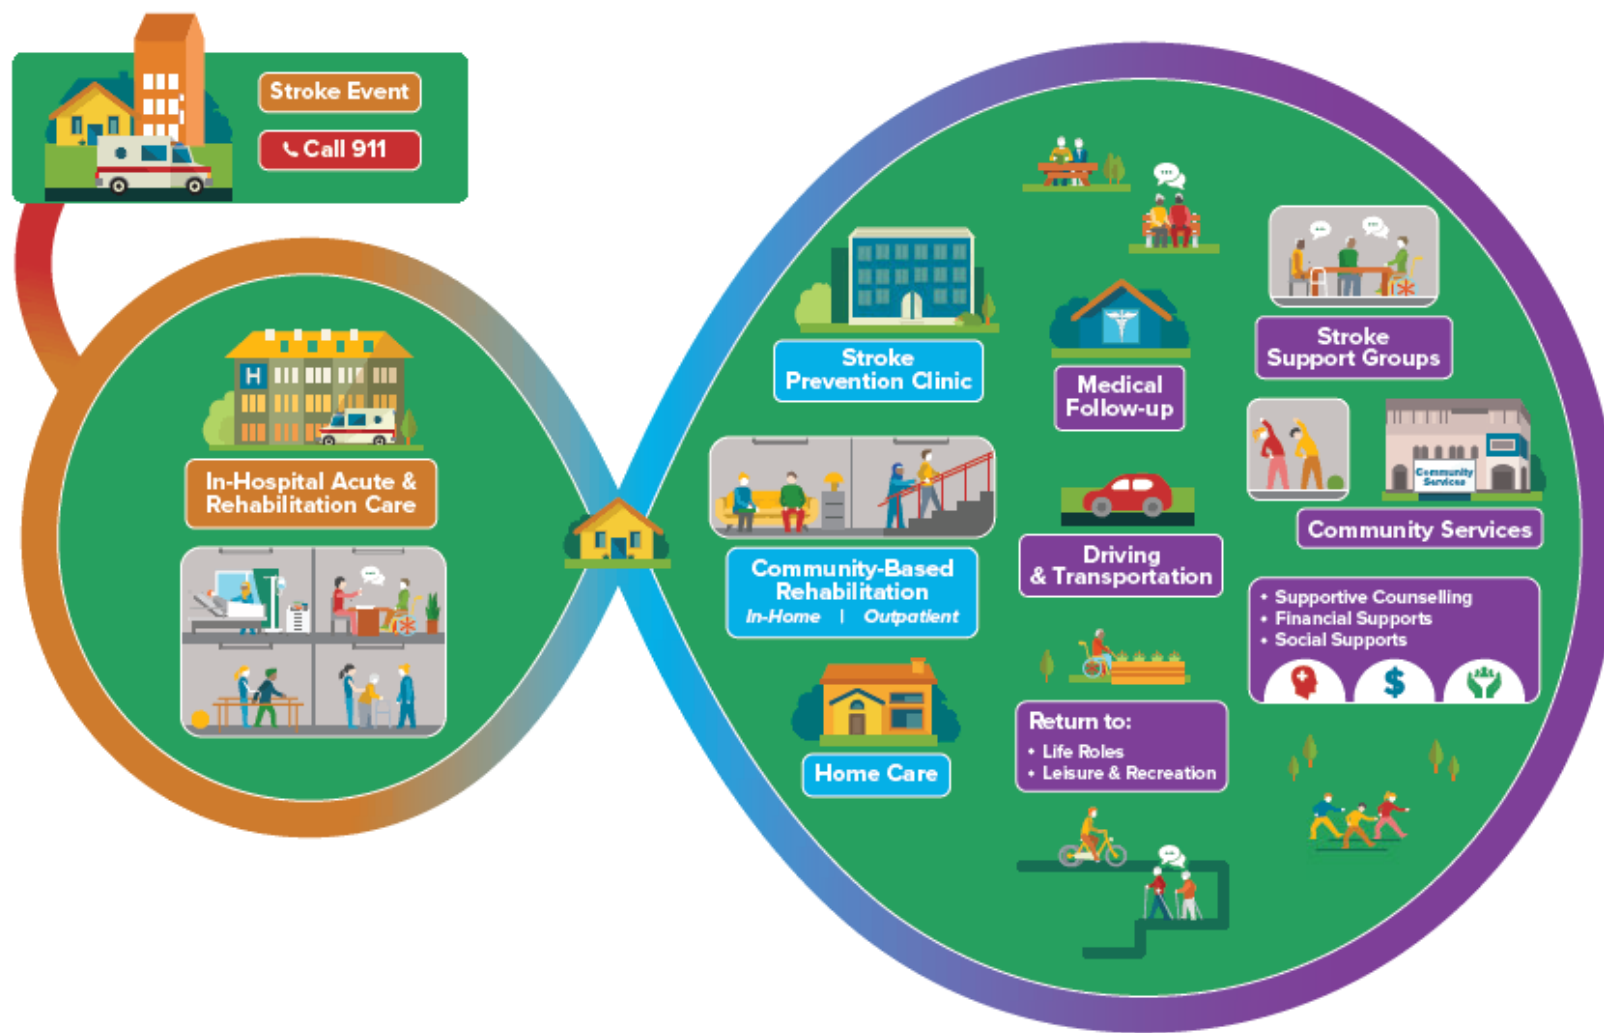 Stroke Event
Call 911
H
In-Hospital Acute &
Rehabilitation Care
Stroke
Prevention Clinic
Community-Based
Rehabilitation
In-Home | Outpatient
Home Care
Medical
Follow-up
Driving
& Transportation
Return to:
• Life Roles
• Leisure & Recreation
Stroke
Support Groups
Community
Services
Community Services
• Supportive Counselling
• Financial Supports
• Social Supports
$